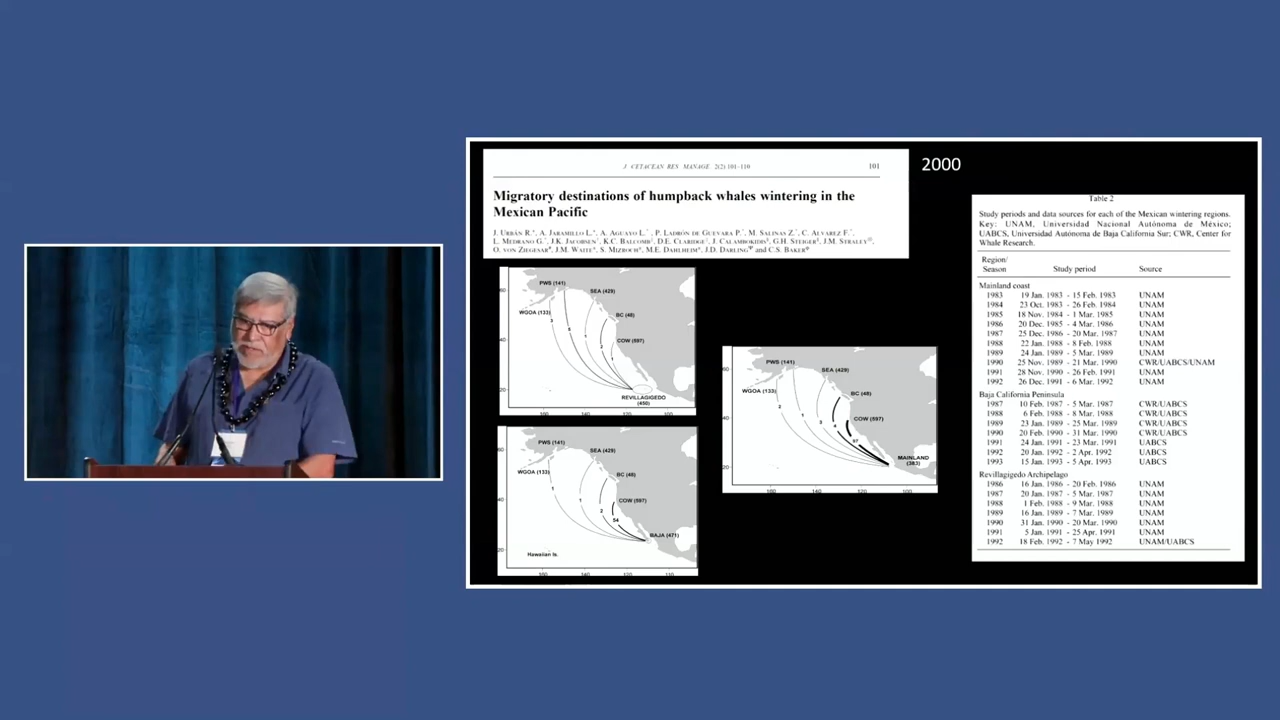 J. CETACEAN RES. MANAGE. 2(2):101–110
101
Migratory destinations of humpback whales wintering in the
Mexican Pacific
J. URBÁN R.*, A. JARAMILLO L.*, A. AGUAYO L., P. LADRÓN DE GUEVARA P., M. SALINAS Z., C. ALVAREZ F.,
L. MEDRANO G., J.K. JACOBSEN, K.C. BALCOMB, D.E. CLARIDGE, J. CALAMBOKIDIS, G.H. STEIGER, J.M. STRALEY,
O. VON ZIEGESAR, J.M. WAITE, S. MIZROCH, M.E. DAHLHEIM, J.D. DARLING AND C.S. BAKER
2000
PWS (141)
SEA (429)
WGOA (133)
BC (48)
COW (597)
REVILLAGIGEDO
(450)
PWS (141)
SEA (429)
WGOA (133)
BC (48)
COW (597)
54
BAJA (471)
Hawaiian Is.
PWS (141)
SEA (429)
WGOA (133)
BC (48)
COW (597)
37
MAINLAND
(383)
Table 2
Study periods and data sources for each of the Mexican wintering regions.
Key: UNAM, Universidad Nacional Autónoma de México;
UABCS, Universidad Autónoma de Baja California Sur; CWR, Center for
Whale Research.
Region/
Season Study period Source
Mainland coast
1983 19 Jan. 1983 - 15 Feb. 1983 UNAM
1984 23 Oct. 1983 - 26 Feb. 1984 UNAM
1985 18 Nov. 1984 - 1 Mar. 1985 UNAM
1986 20 Dec. 1985 - 4 Mar. 1986 UNAM
1987 25 Dec. 1986 - 20 Mar. 1987 UNAM
1988 22 Jan. 1988 - 8 Feb. 1988 UNAM
1989 24 Jan. 1989 - 5 Mar. 1989 UNAM
1990 25 Nov. 1989 - 21 Mar. 1990 CWR/UABCS/UNAM
1991 28 Nov. 1990 - 26 Feb. 1991 UNAM
1992 26 Dec. 1991 - 6 Mar. 1992 UNAM
Baja California Peninsula
1987 10 Feb. 1987 - 5 Mar. 1987 CWR/UABCS
1988 6 Feb. 1988 - 8 Mar. 1988 CWR/UABCS
1989 23 Jan. 1989 - 25 Mar. 1989 CWR/UABCS
1990 20 Feb. 1990 - 31 Mar. 1990 CWR/UABCS
1991 24 Jan. 1991 - 23 Mar. 1991 UABCS
1992 20 Jan. 1992 - 2 Apr. 1992 UABCS
1993 15 Jan. 1993 - 5 Apr. 1993 UABCS
Revillagigedo Archipelago
1986 16 Jan. 1986 - 20 Feb. 1986 UNAM
1987 20 Jan. 1987 - 5 Mar. 1987 UNAM
1988 1 Feb. 1988 - 9 Mar. 1988 UNAM
1989 16 Jan. 1989 - 7 Mar. 1989 UNAM
1990 31 Jan. 1990 - 20 Mar. 1990 UNAM
1991 5 Jan. 1991 - 25 Apr. 1991 UNAM
1992 18 Feb. 1992 - 7 May 1992 UNAM/UABCS